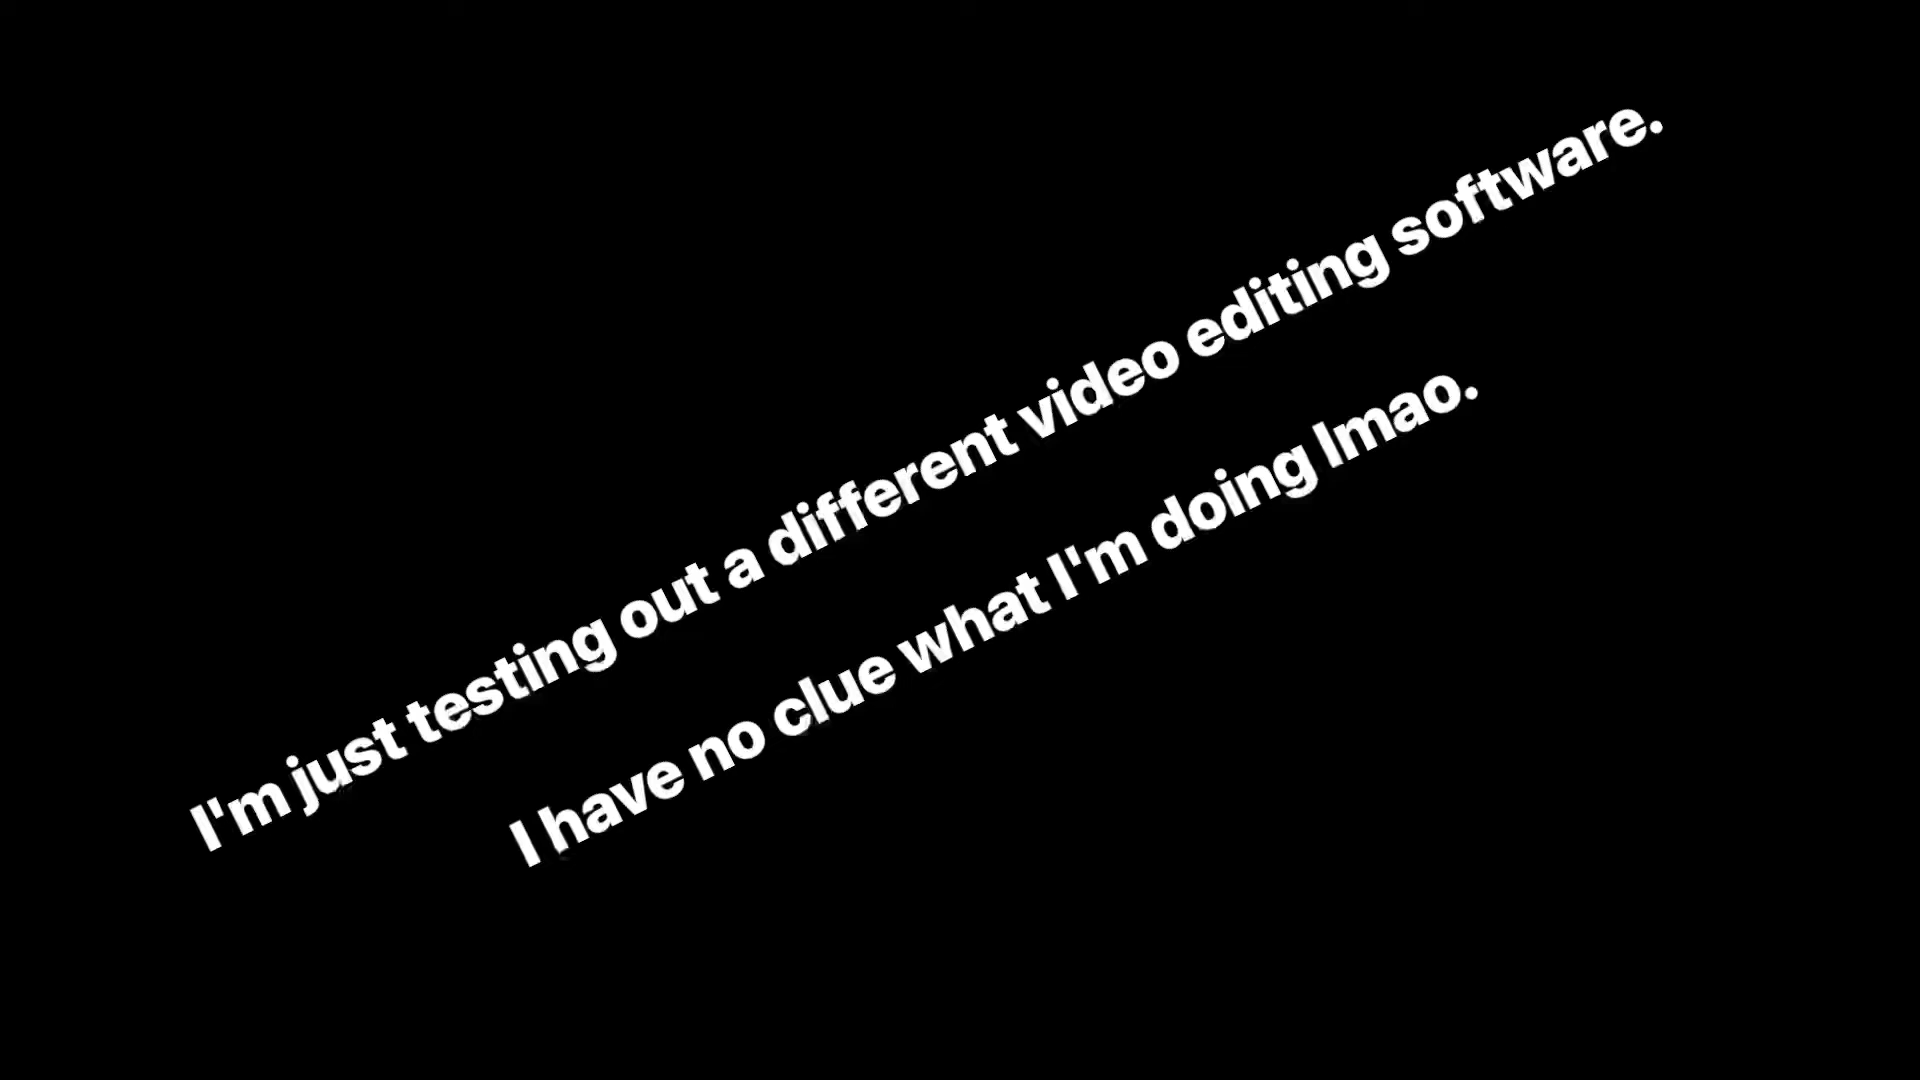 I'm just testing out a different video editing software.
I have no clue what I'm doing lmao.